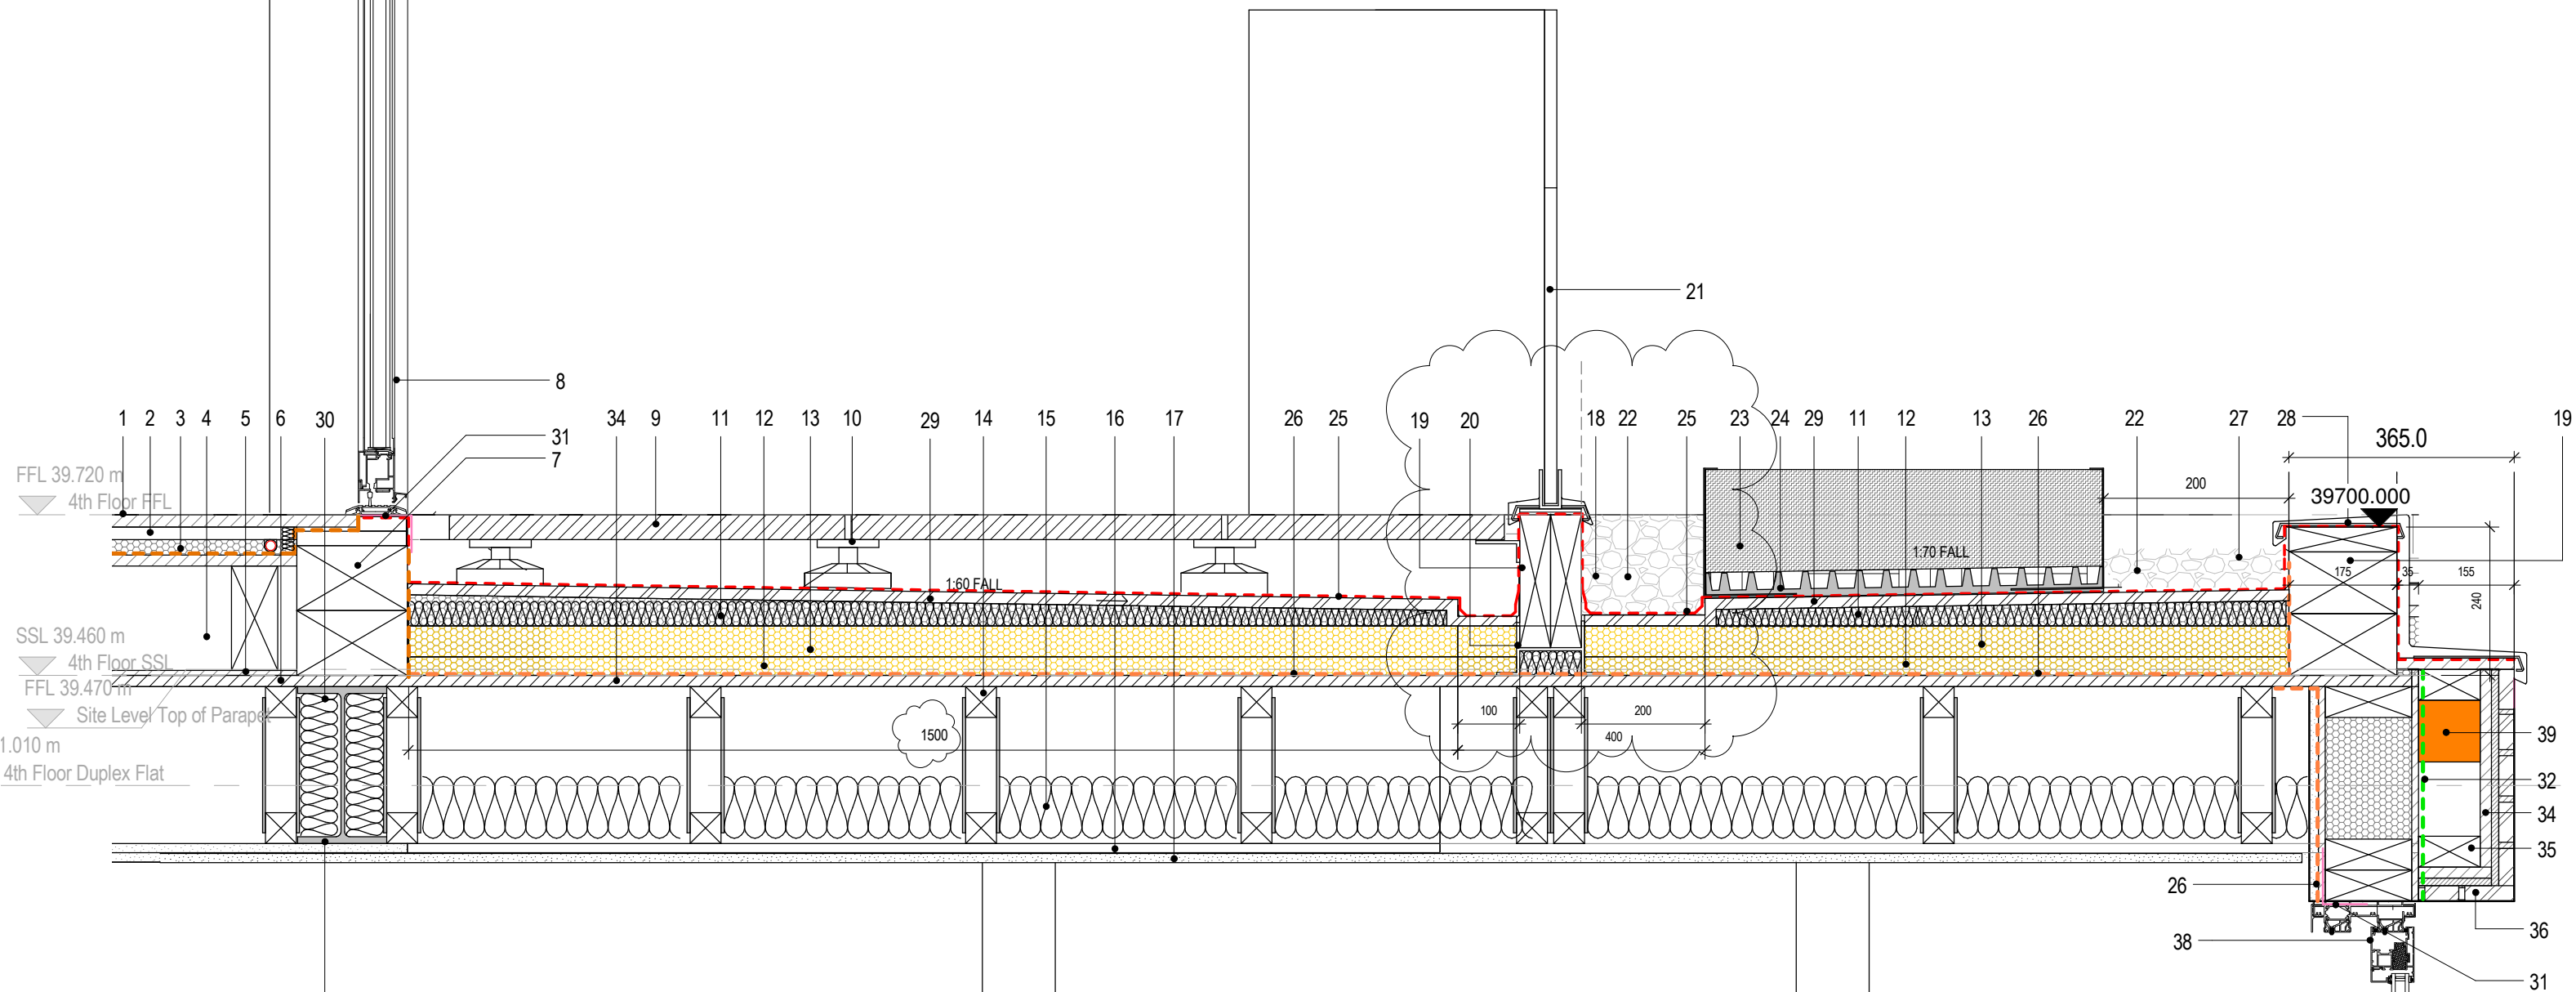 21
8
1 2 3 4 5 6 30 34 9 11 12 13 10 29 14 15 16 17 26 25 19 20 18 22 25 23 24 29 11 12 13 26 22 27 28 19
31
7
365.0
FFL 39.720 m
4th Floor FFL
200
39700.000
1:70 FALL
1:60 FALL
175 35 155
240
SSL 39.460 m
4th Floor SSL
FFL 39.470 m
Site Level Top of Parapet
100 200
1500 400
1.010 m
4th Floor Duplex Flat
39
32
34
35
26
36
38
31